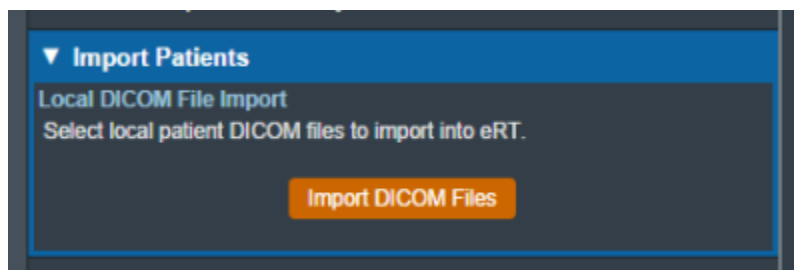 Import Patients
Local DICOM File Import
Select local patient DICOM files to import into eRT.
Import DICOM Files